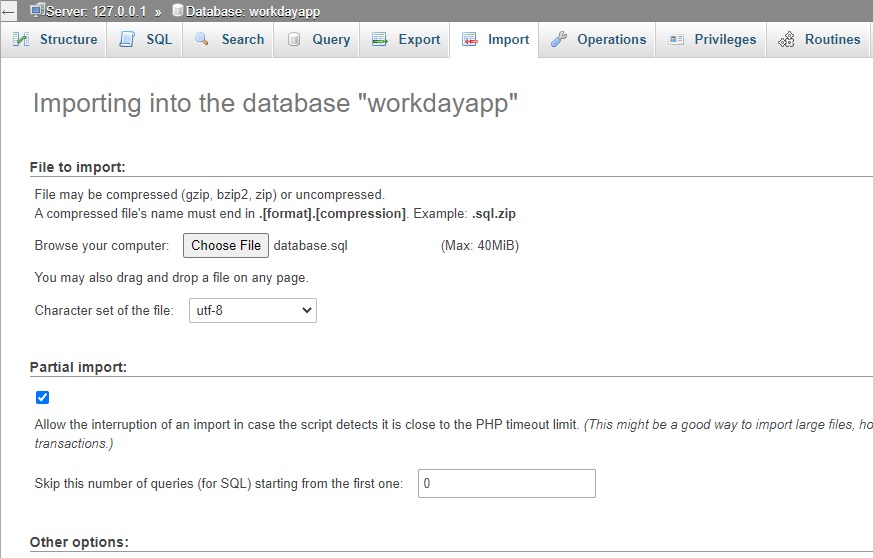 Server: 127.0.0.1 » Database: workdayapp
Structure SQL Search Query Export Import Operations Privileges Routines
Importing into the database "workdayapp"
File to import:
File may be compressed (gzip, bzip2, zip) or uncompressed.
A compressed file's name must end in .[format].[compression]. Example: .sql.zip
Browse your computer: Choose File database.sql (Max: 40MiB)
You may also drag and drop a file on any page.
Character set of the file: utf-8
Partial import:
Allow the interruption of an import in case the script detects it is close to the PHP timeout limit. (This might be a good way to import large files, ho
transactions.)
Skip this number of queries (for SQL) starting from the first one: 0
Other options: